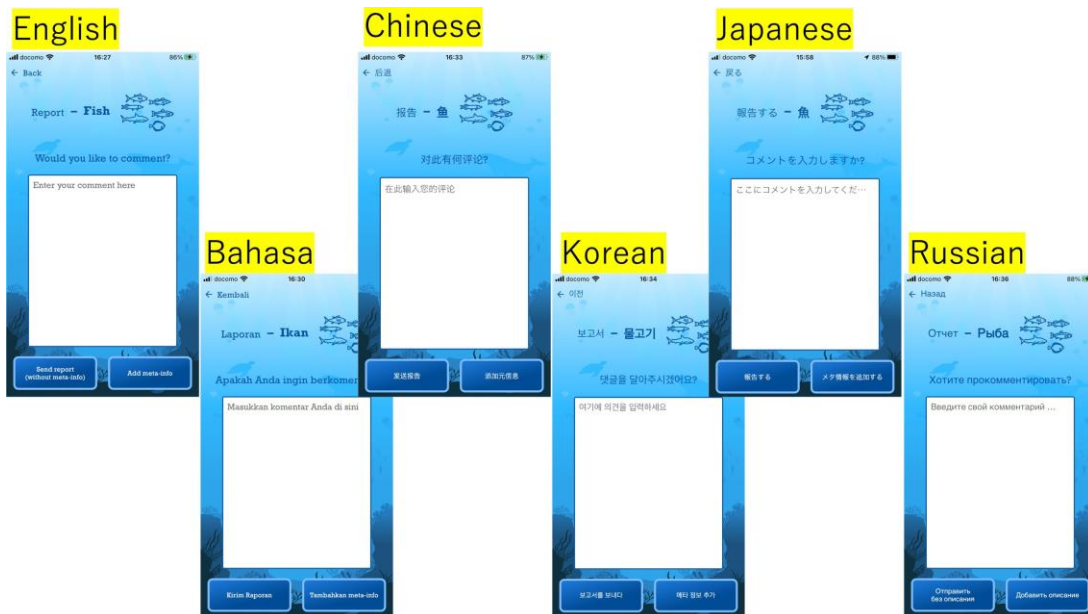 English
docomo 16:27 86%
← Back
Report – Fish
Would you like to comment?
Enter your comment here
Send report
(without meta-info)
Add meta-info
Bahasa
docomo 16:30
← Kembali
Laporan – Ikan
Apakah Anda ingin berkomen
Masukkan komentar Anda di sini
Kirim Raporan
Tambahkan meta-info
Chinese
docomo 16:33 87%
← 后退
报告 – 鱼
对此有何评论?
在此输入您的评论
发送报告
添加元信息
Korean
docomo 16:34
← 이전
보고서 – 물고기
댓글을 달아주시겠어요?
여기에 의견을 입력하세요
보고서를 보내다
메타 정보 추가
Japanese
docomo 15:58 88%
← 戻る
報告する – 魚
コメントを入力しますか?
ここにコメントを入力してくだ…
報告する
メタ情報を追加する
Russian
docomo 16:36 88%
← Назад
Отчет – Рыба
Хотите прокомментировать?
Введите свой комментарий ...
Отправить
без описания
Добавить описание